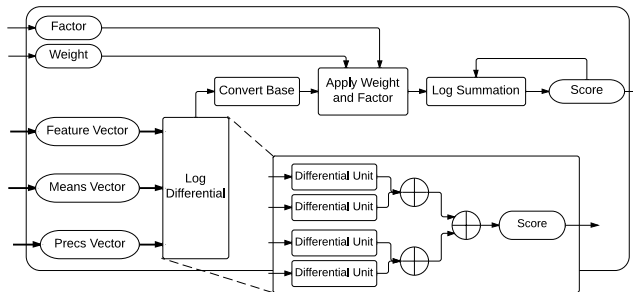 Factor
Weight
Convert Base
Apply Weight
and Factor
Log Summation
Score
Feature Vector
Means Vector
Precs Vector
Log
Differential
Differential Unit
Differential Unit
Differential Unit
Differential Unit
Score